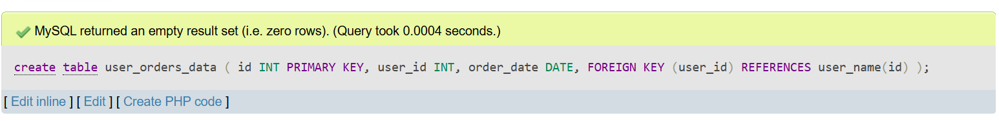 MySQL returned an empty result set (i.e. zero rows). (Query took 0.0004 seconds.)
create table user_orders_data ( id INT PRIMARY KEY, user_id INT, order_date DATE, FOREIGN KEY (user_id) REFERENCES user_name(id) );
[ Edit inline ] [ Edit ] [ Create PHP code ]